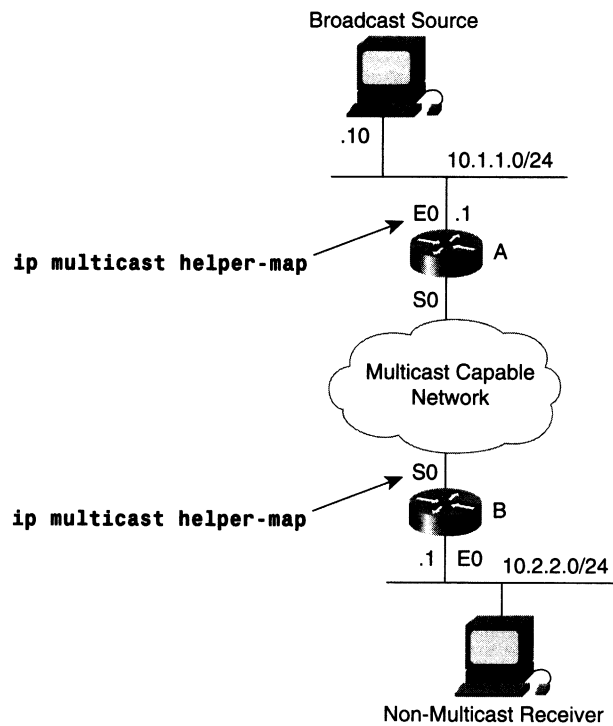 Broadcast Source
.10
10.1.1.0/24
E0 .1
ip multicast helper-map
A
S0
Multicast Capable
Network
S0
ip multicast helper-map
B
.1 E0
10.2.2.0/24
Non-Multicast Receiver